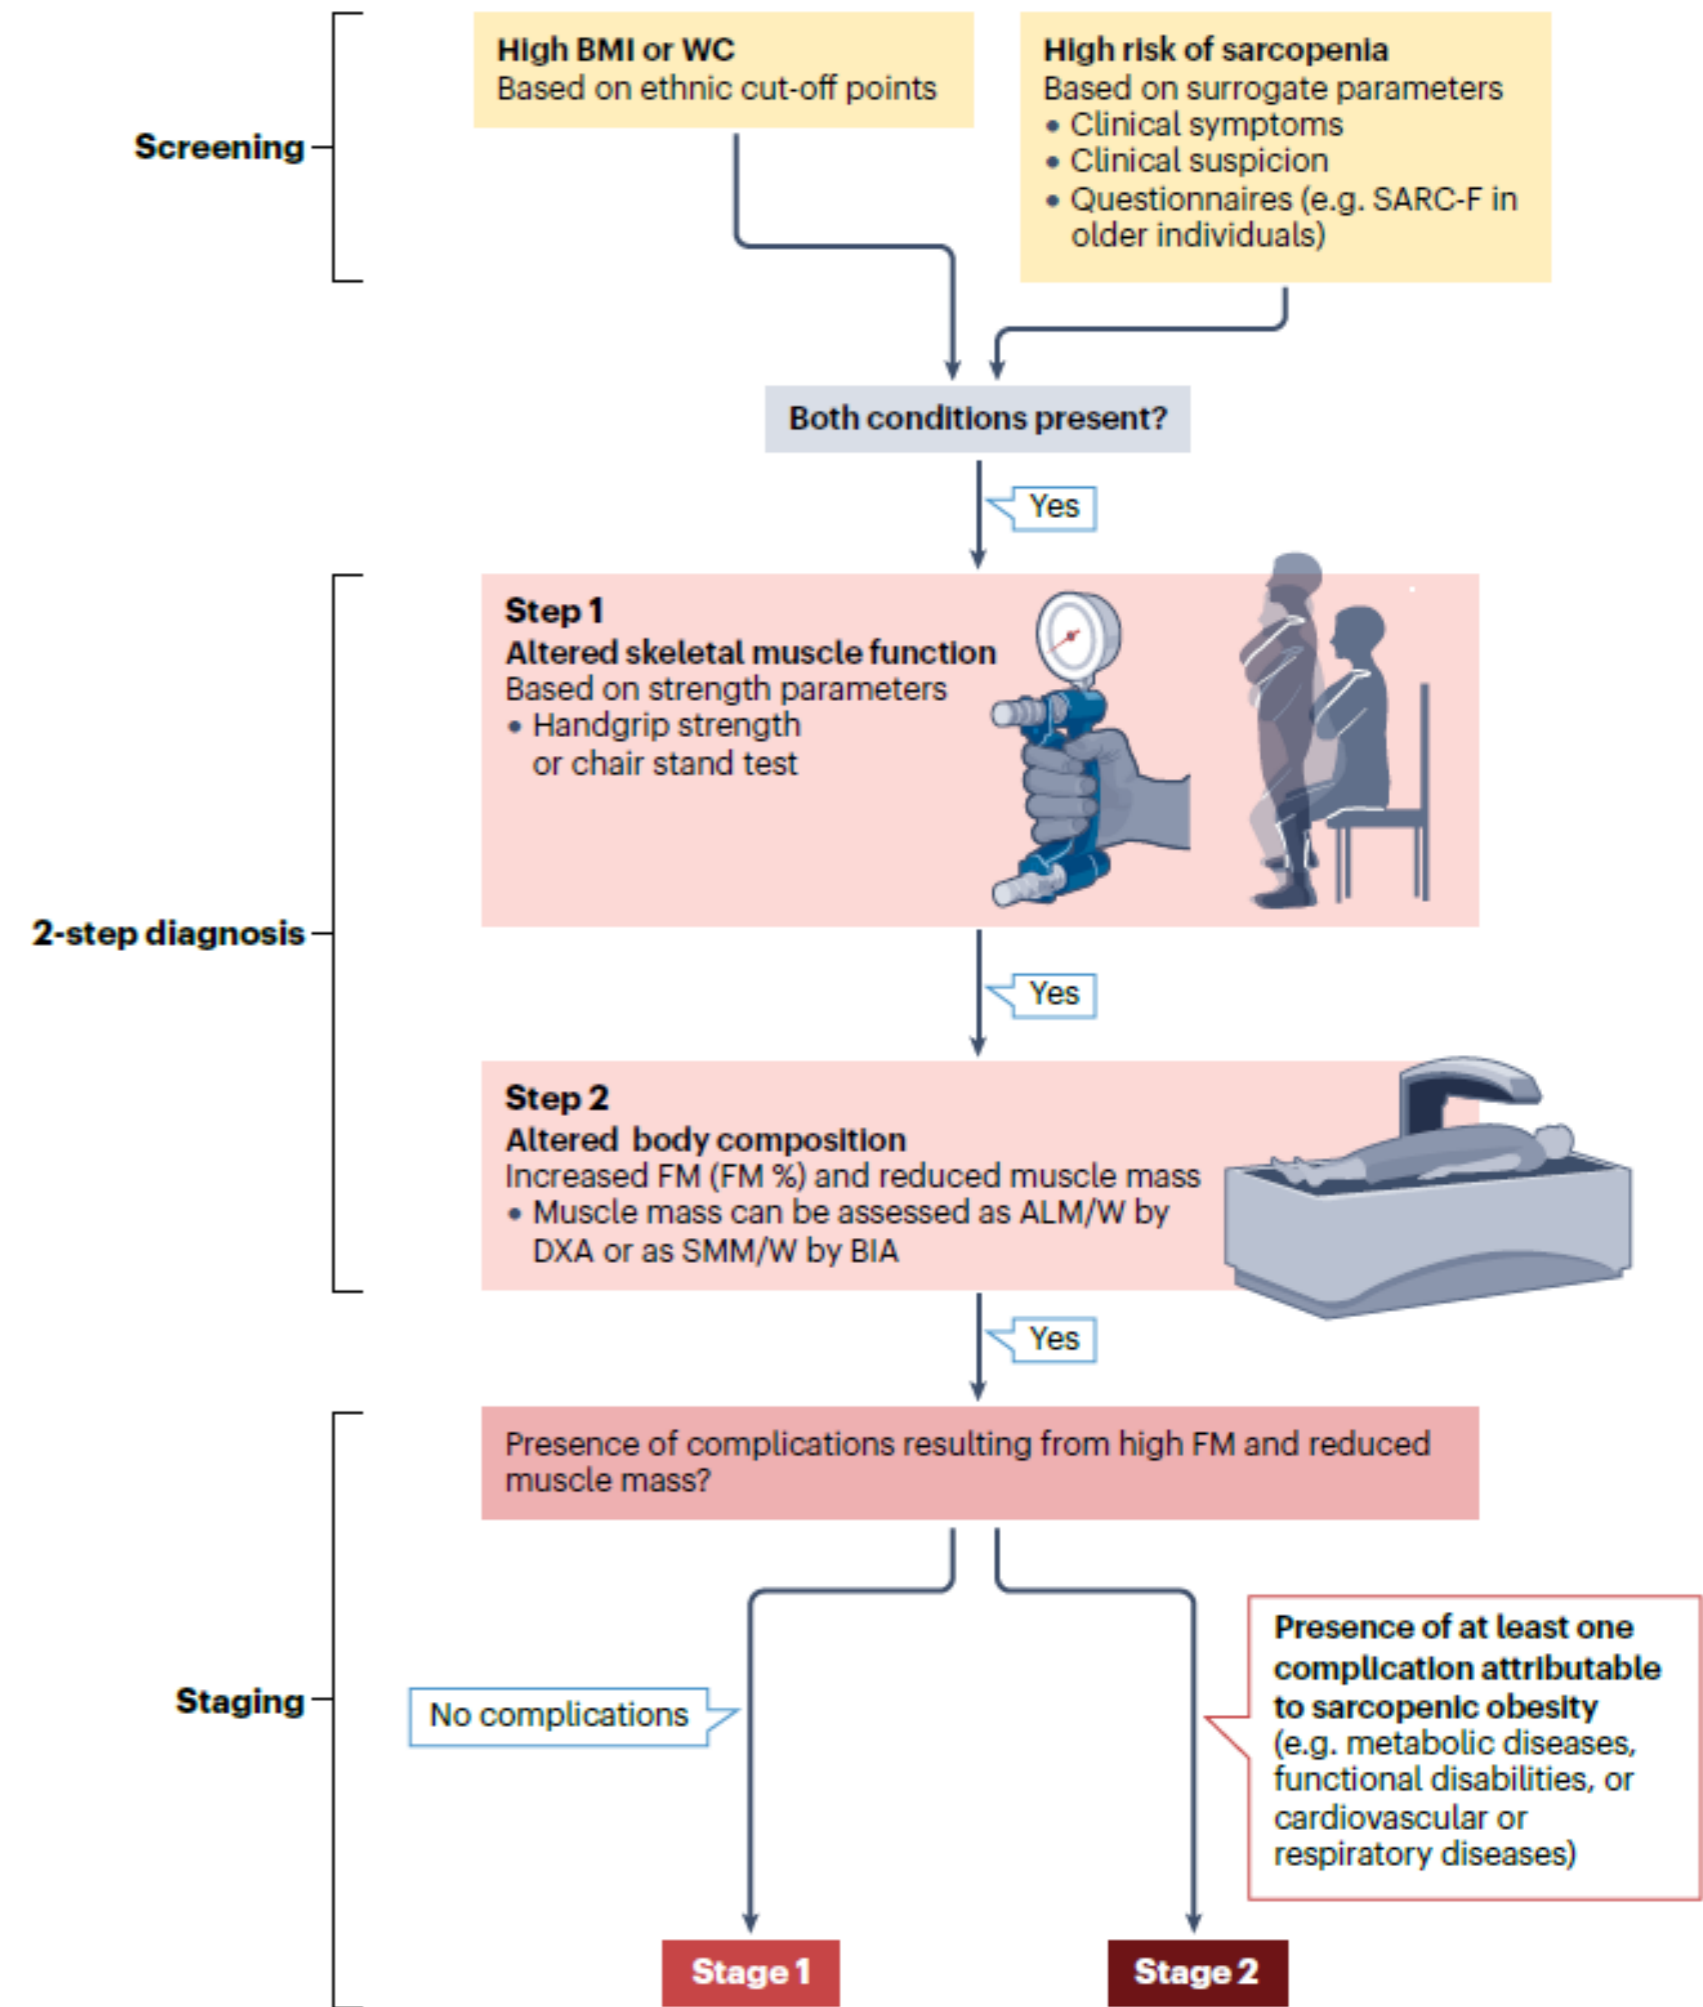 Screening
High BMI or WC
Based on ethnic cut-off points
High risk of sarcopenia
Based on surrogate parameters
• Clinical symptoms
• Clinical suspicion
• Questionnaires (e.g. SARC-F in
older individuals)
Both conditions present?
Yes
2-step diagnosis
Step 1
Altered skeletal muscle function
Based on strength parameters
• Handgrip strength
or chair stand test
Yes
Step 2
Altered body composition
Increased FM (FM %) and reduced muscle mass
• Muscle mass can be assessed as ALM/W by
DXA or as SMM/W by BIA
Yes
Staging
Presence of complications resulting from high FM and reduced
muscle mass?
No complications
Presence of at least one
complication attributable
to sarcopenic obesity
(e.g. metabolic diseases,
functional disabilities, or
cardiovascular or
respiratory diseases)
Stage 1
Stage 2